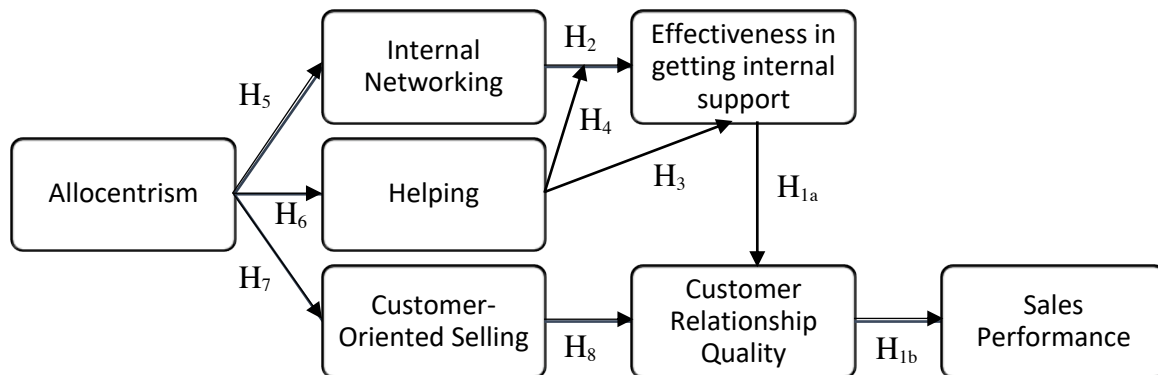 Internal
Networking
H2
Effectiveness in
getting internal
support
H5
H4
Allocentrism
H6
Helping
H3
H1a
H7
Customer-
Oriented Selling
H8
Customer
Relationship
Quality
H1b
Sales
Performance